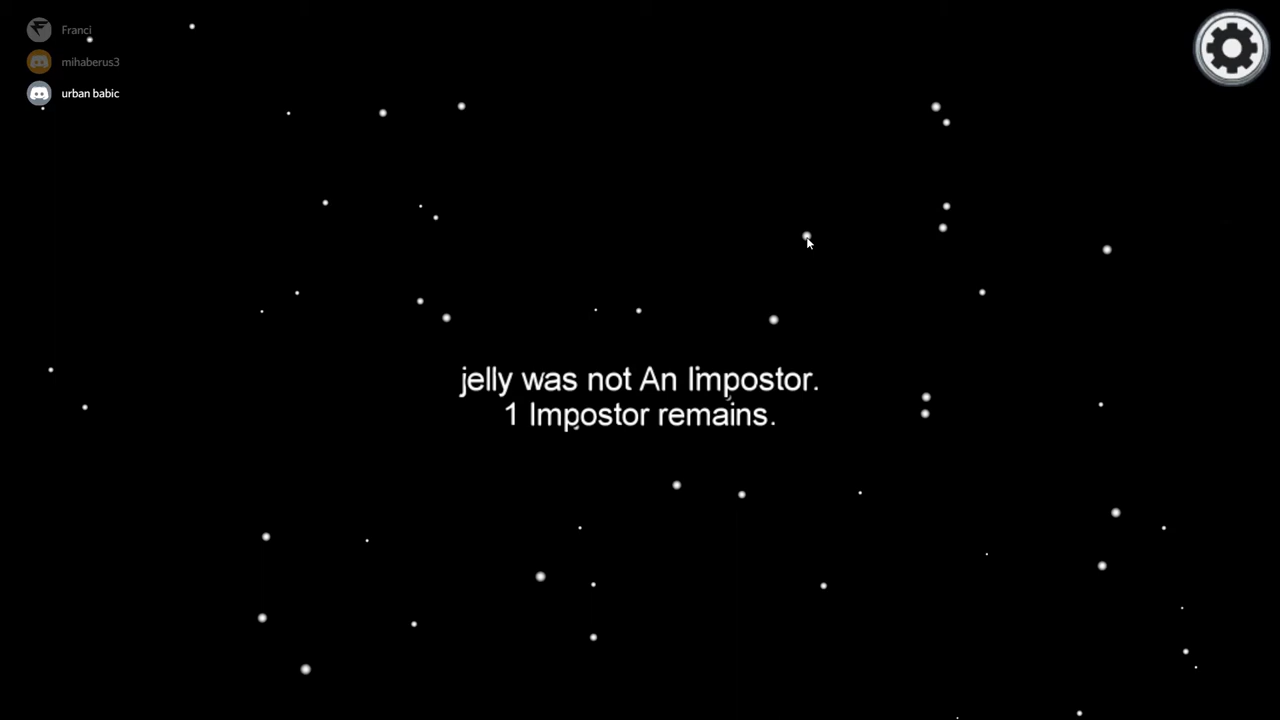 Franci
mihaberus3
urban babic
jelly was not An Impostor.
1 Impostor remains.